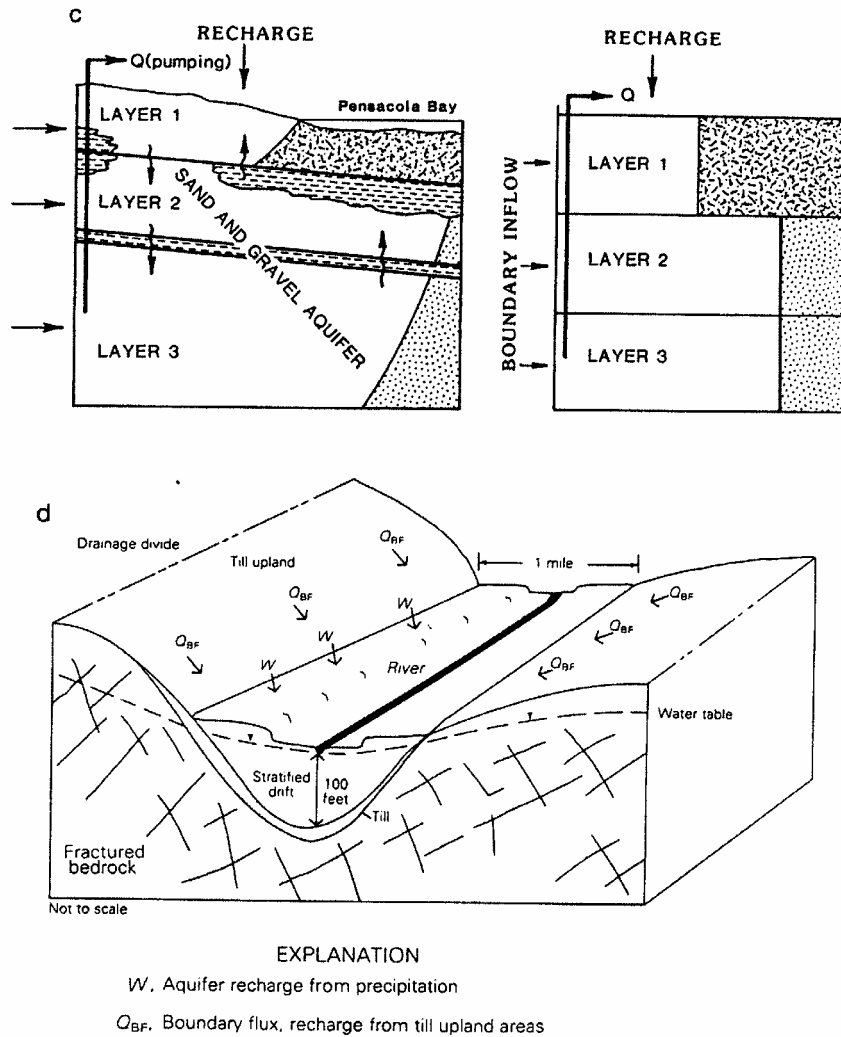 c
RECHARGE
Q(pumping)
LAYER 1
Pensacola Bay
LAYER 2
SAND AND GRAVEL AQUIFER
LAYER 3
RECHARGE
Q
BOUNDARY INFLOW
LAYER 1
LAYER 2
LAYER 3
d
Drainage divide
Till upland
QBF
1 mile
QBF
QBF
W
QBF
QBF
W
QBF
W
River
Water table
Stratified
drift
100
feet
Till
Fractured
bedrock
Not to scale
EXPLANATION
W, Aquifer recharge from precipitation
QBF, Boundary flux, recharge from till upland areas